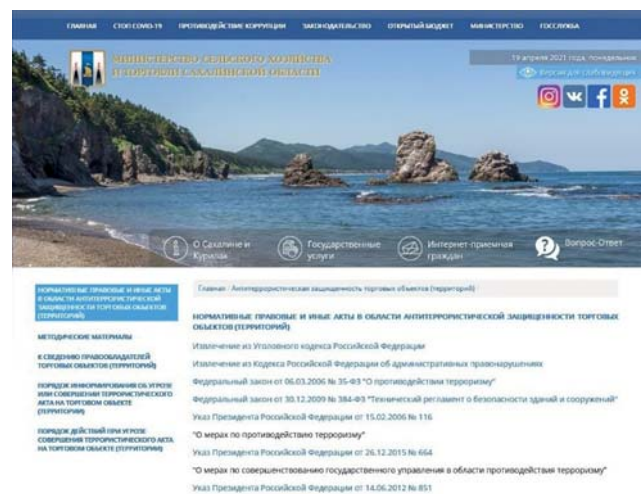 ГЛАВНАЯ СТОП COVID-19 ПРОТИВОДЕЙСТВИЕ КОРРУПЦИИ ЗАКОНОДАТЕЛЬСТВО ОТКРЫТЫЙ БЮДЖЕТ МИНИСТЕРСТВО ГОССЛУЖБА
МИНИСТЕРСТВО СЕЛЬСКОГО ХОЗЯЙСТВА
И ТОРГОВЛИ САХАЛИНСКОЙ ОБЛАСТИ
19 апреля 2021 года, понедельник
Версия для слабовидящих
О Сахалине и
Курилах
Государственные
услуги
Интернет-приемная
граждан
Вопрос-Ответ
НОРМАТИВНЫЕ ПРАВОВЫЕ И ИНЫЕ АКТЫ
В ОБЛАСТИ АНТИТЕРРОРИСТИЧЕСКОЙ
ЗАЩИЩЕННОСТИ ТОРГОВЫХ ОБЪЕКТОВ
(ТЕРРИТОРИЙ)
МЕТОДИЧЕСКИЕ МАТЕРИАЛЫ
К СВЕДЕНИЮ ПРАВООБЛАДАТЕЛЕЙ
ТОРГОВЫХ ОБЪЕКТОВ (ТЕРРИТОРИЙ)
ПОРЯДОК ИНФОРМИРОВАНИЯ ОБ УГРОЗЕ
ИЛИ СОВЕРШЕНИИ ТЕРРОРИСТИЧЕСКОГО
АКТА НА ТОРГОВОМ ОБЪЕКТЕ
(ТЕРРИТОРИИ)
ПОРЯДОК ДЕЙСТВИЙ ПРИ УГРОЗЕ
СОВЕРШЕНИЯ ТЕРРОРИСТИЧЕСКОГО АКТА
НА ТОРГОВОМ ОБЪЕКТЕ (ТЕРРИТОРИИ)
Главная / Антитеррористическая защищенность торговых объектов (территорий) /
НОРМАТИВНЫЕ ПРАВОВЫЕ И ИНЫЕ АКТЫ В ОБЛАСТИ АНТИТЕРРОРИСТИЧЕСКОЙ ЗАЩИЩЕННОСТИ ТОРГОВЫХ
ОБЪЕКТОВ (ТЕРРИТОРИЙ)
Извлечение из Уголовного кодекса Российской Федерации
Извлечение из Кодекса Российской Федерации об административных правонарушениях
Федеральный закон от 06.03.2006 № 35-ФЗ "О противодействии терроризму"
Федеральный закон от 30.12.2009 № 384-ФЗ "Технический регламент о безопасности зданий и сооружений"
Указ Президента Российской Федерации от 15.02.2006 № 116
"О мерах по противодействию терроризму"
Указ Президента Российской Федерации от 26.12.2015 № 664
"О мерах по совершенствованию государственного управления в области противодействия терроризму"
Указ Президента Российской Федерации от 14.06.2012 № 851